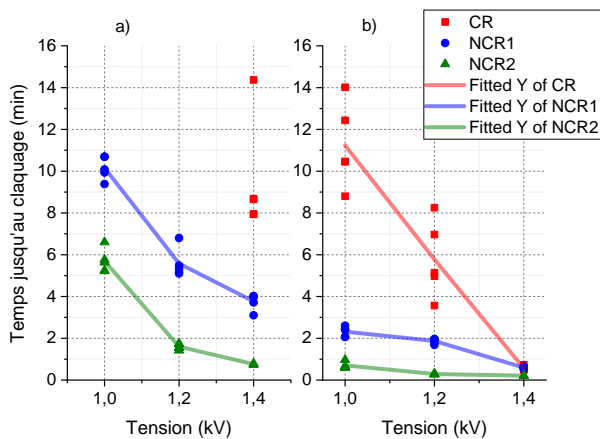 a)
b)
CR
NCR1
NCR2
Fitted Y of CR
Fitted Y of NCR1
Fitted Y of NCR2
Temps jusqu'au claquage (min)
16
14
12
10
8
6
4
2
0
1,0
1,2
1,4
Tension (kV)
16
14
12
10
8
6
4
2
0
1,0
1,2
1,4
Tension (kV)